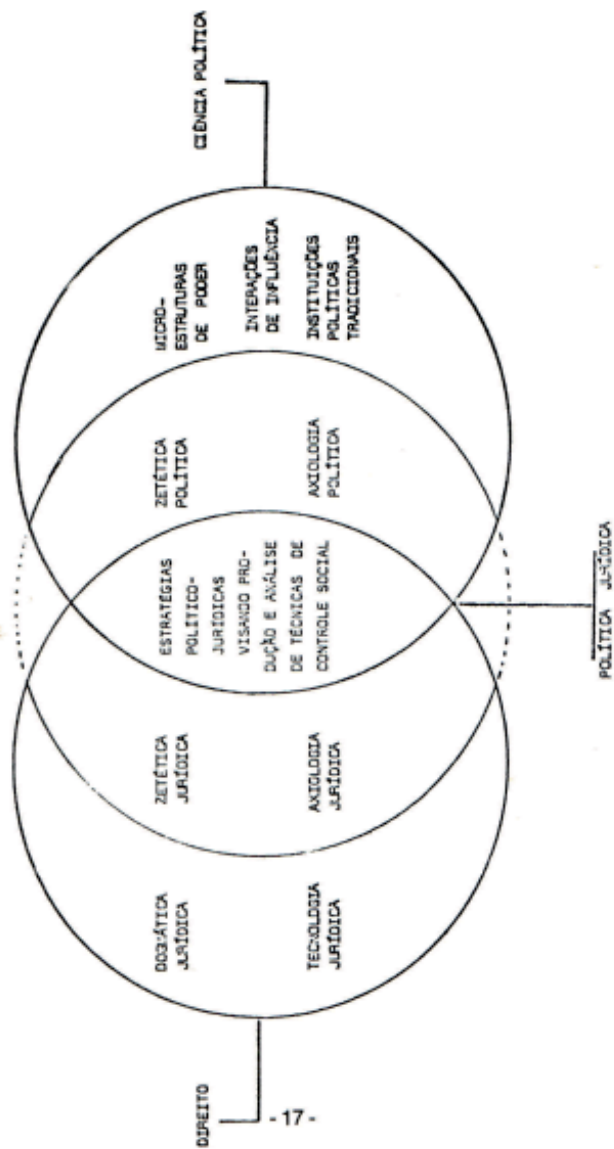 DIREITO
DOGMÁTICA
JURÍDICA
TECNOLOGIA
JURÍDICA
ZETÉTICA
JURÍDICA
AXIOLOGIA
JURÍDICA
ESTRATÉGIAS
POLÍTICO-
JURÍDICAS
VISANDO PRO-
DUÇÃO E ANÁLISE
DE TÉCNICAS DE
CONTROLE SOCIAL
ZETÉTICA
POLÍTICA
AXIOLOGIA
POLÍTICA
MICRO-
ESTRUTURAS
DE PODER
INTERAÇÕES
DE INFLUÊNCIA
INSTITUIÇÕES
POLÍTICAS
TRADICIONAIS
CIÊNCIA POLÍTICA
POLÍTICA JURÍDICA
- 17 -